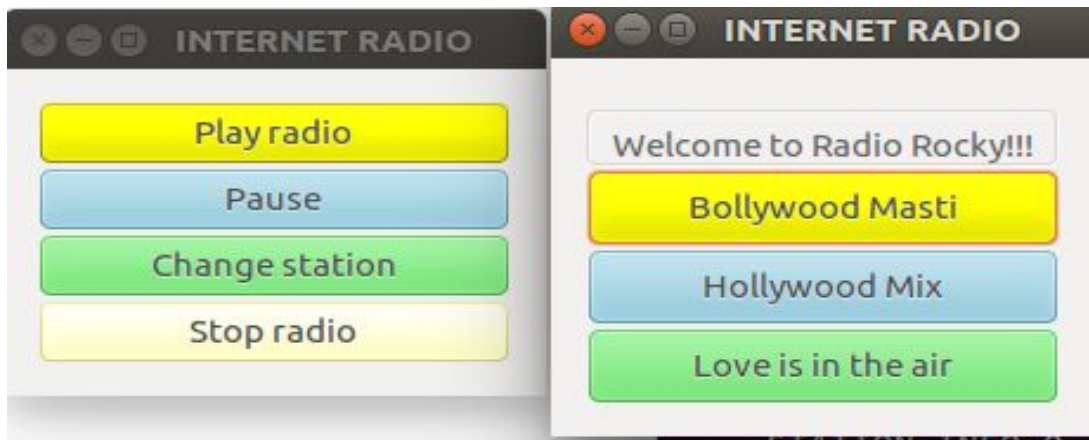 INTERNET RADIO
Play radio
Pause
Change station
Stop radio
INTERNET RADIO
Welcome to Radio Rocky!!!
Bollywood Masti
Hollywood Mix
Love is in the air